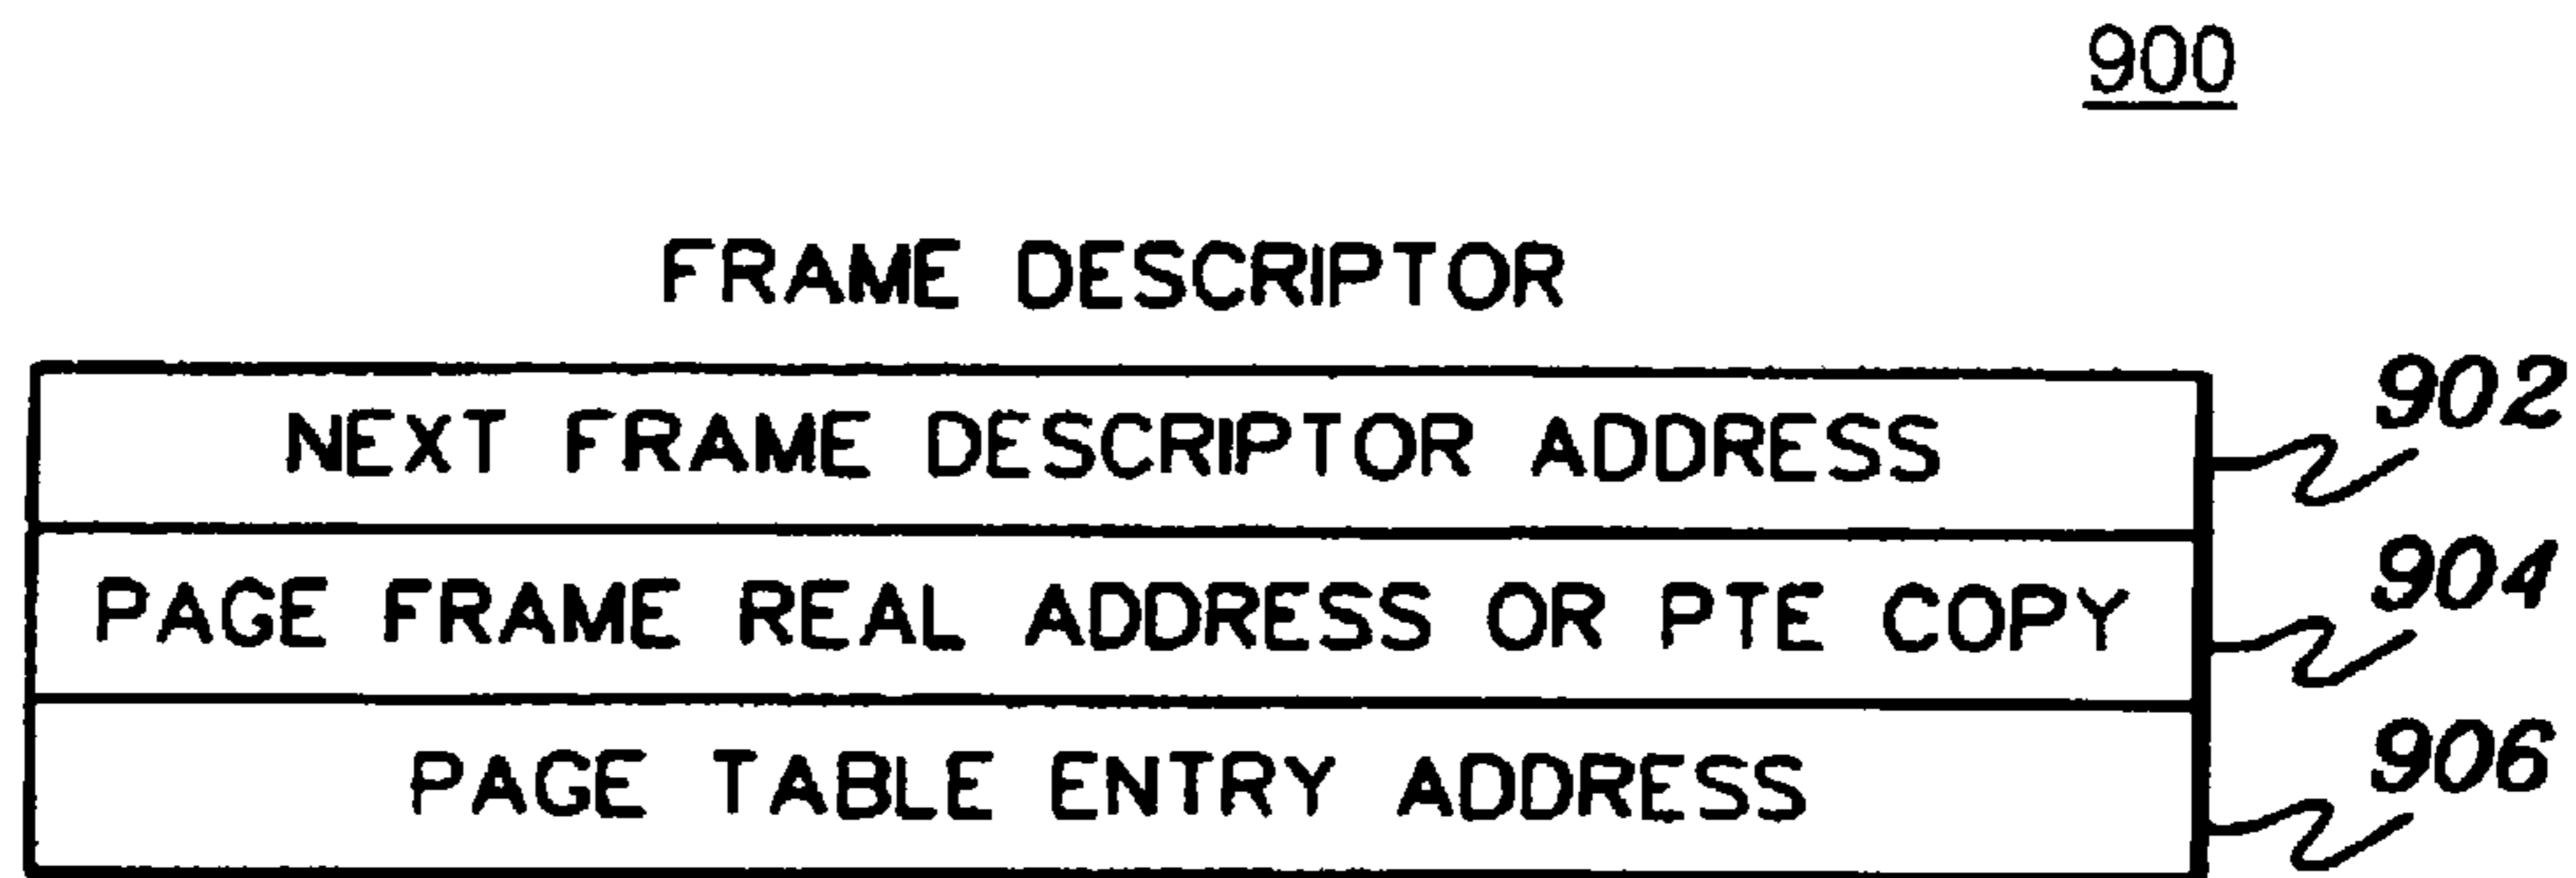 900
FRAME DESCRIPTOR
NEXT FRAME DESCRIPTOR ADDRESS
902
PAGE FRAME REAL ADDRESS OR PTE COPY
904
PAGE TABLE ENTRY ADDRESS
906